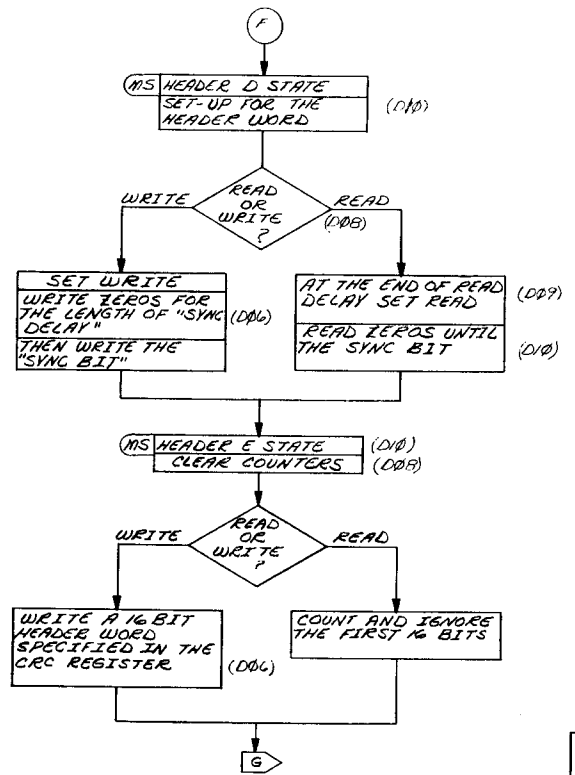 F
MS HEADER D STATE
SET-UP FOR THE
HEADER WORD
(D1Ø)
WRITE
READ
OR
WRITE
?
READ
(DØ8)
SET WRITE
WRITE ZEROS FOR
THE LENGTH OF "SYNC
DELAY"
(DØ6)
THEN WRITE THE
"SYNC BIT"
AT THE END OF READ
DELAY SET READ
(DØ9)
READ ZEROS UNTIL
THE SYNC BIT
(D1Ø)
MS HEADER E STATE
(D1Ø)
CLEAR COUNTERS
(DØ8)
WRITE
READ
OR
WRITE
?
READ
WRITE A 16 BIT
HEADER WORD
SPECIFIED IN THE
CRC REGISTER
(DØ6)
COUNT AND IGNORE
THE FIRST 16 BITS
G